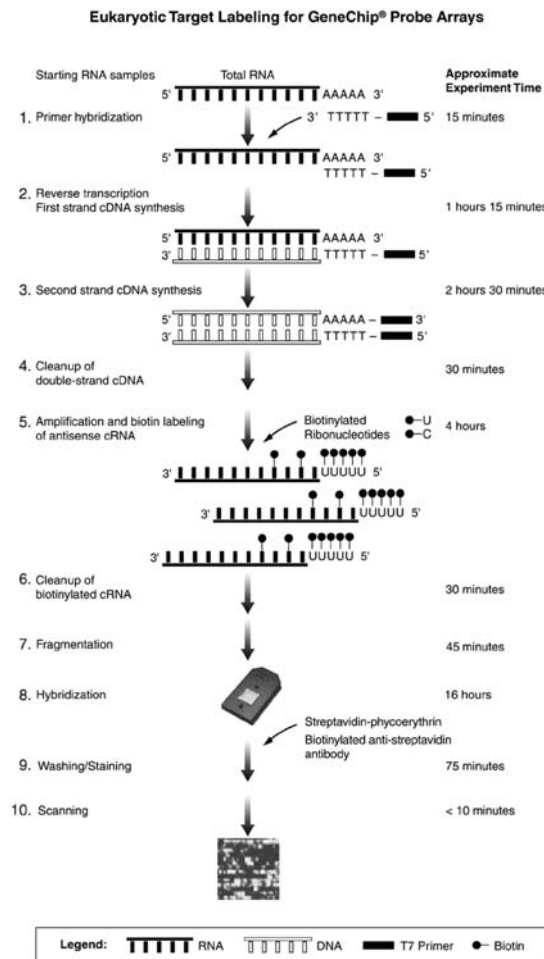 Eukaryotic Target Labeling for GeneChip® Probe Arrays
Starting RNA samples
Total RNA
Approximate
Experiment Time
5' AAAAA 3'
1. Primer hybridization
3' TTTTT – 5'
15 minutes
5' AAAAA 3'
TTTTT – 5'
2. Reverse transcription
First strand cDNA synthesis
1 hours 15 minutes
5' AAAAA 3'
3' TTTTT – 5'
3. Second strand cDNA synthesis
2 hours 30 minutes
5' AAAAA – 3'
3' TTTTT – 5'
4. Cleanup of
double-strand cDNA
30 minutes
5. Amplification and biotin labeling
of antisense cRNA
Biotinylated
Ribonucleotides
U
C
4 hours
3' UUUUU 5'
3' UUUUU 5'
3' UUUUU 5'
6. Cleanup of
biotinylated cRNA
30 minutes
7. Fragmentation
45 minutes
8. Hybridization
16 hours
Streptavidin-phycoerythrin
Biotinylated anti-streptavidin
antibody
9. Washing/Staining
75 minutes
10. Scanning
< 10 minutes
Legend: RNA DNA T7 Primer Biotin